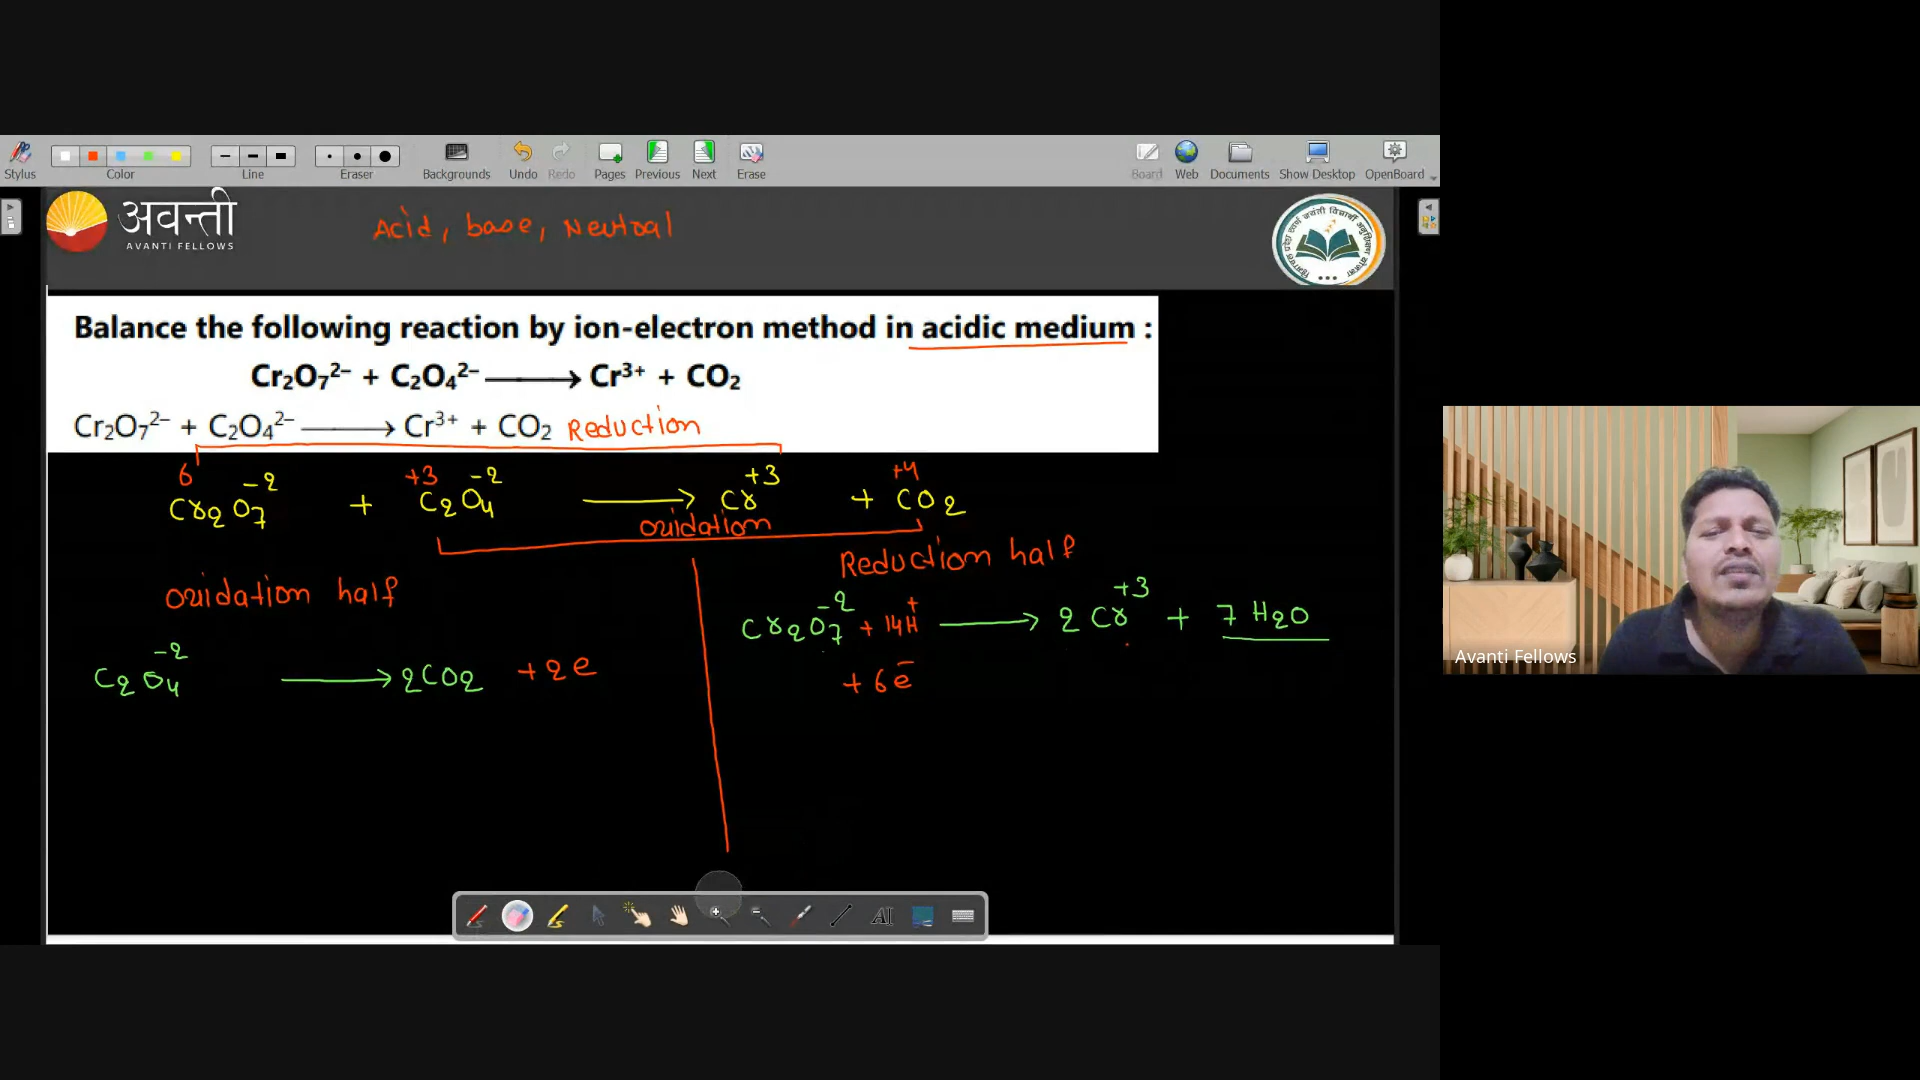 Stylus
Color
Line
Eraser
Backgrounds
Undo
Redo
Pages
Previous
Next
Erase
Board
Web
Documents
Show Desktop
OpenBoard
अवन्ती
AVANTI FELLOWS
Acid, base, Neutral
Balance the following reaction by ion-electron method in acidic medium :
Cr₂O₇²⁻ + C₂O₄²⁻ ⟶ Cr³⁺ + CO₂
Cr₂O₇²⁻ + C₂O₄²⁻ ⟶ Cr³⁺ + CO₂ Reduction
6 +3 +4
Cr₂O₇⁻² + C₂O₄⁻² ⟶ Cr⁺³ + CO₂
oxidation
oxidation half
C₂O₄⁻² ⟶ 2CO₂ + 2e
Reduction half
Cr₂O₇⁻² + 14H⁺ ⟶ 2Cr⁺³ + 7H₂O
+ 6e⁻
Avanti Fellows